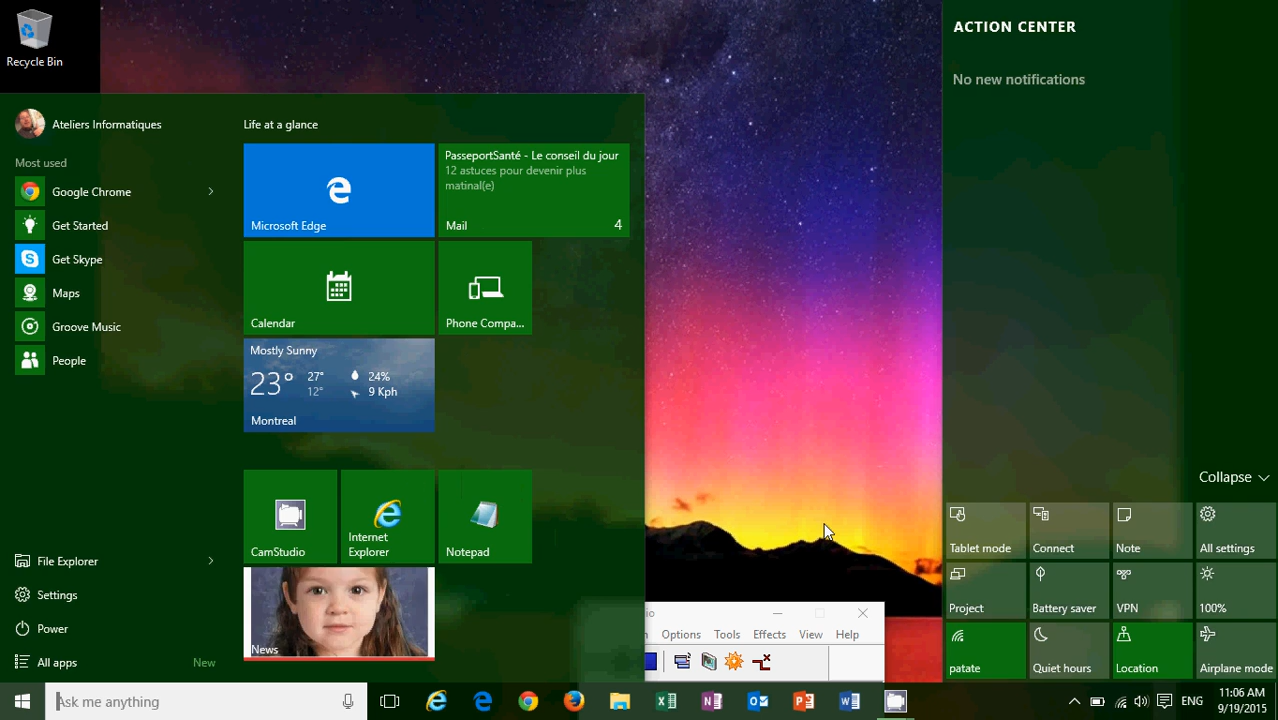 Recycle Bin
Ateliers Informatiques
Most used
Google Chrome
Get Started
Get Skype
Maps
Groove Music
People
File Explorer
Settings
Power
All apps
New
Life at a glance
Microsoft Edge
PasseportSanté - Le conseil du jour
12 astuces pour devenir plus
matinal(e)
Mail
4
Calendar
Phone Compa...
Mostly Sunny
23°
27°
12°
24%
9 Kph
Montreal
CamStudio
Internet
Explorer
Notepad
News
Options Tools Effects View Help
ACTION CENTER
No new notifications
Collapse
Tablet mode
Connect
Note
All settings
Project
Battery saver
VPN
100%
patate
Quiet hours
Location
Airplane mode
Ask me anything
ENG
11:06 AM
9/19/2015